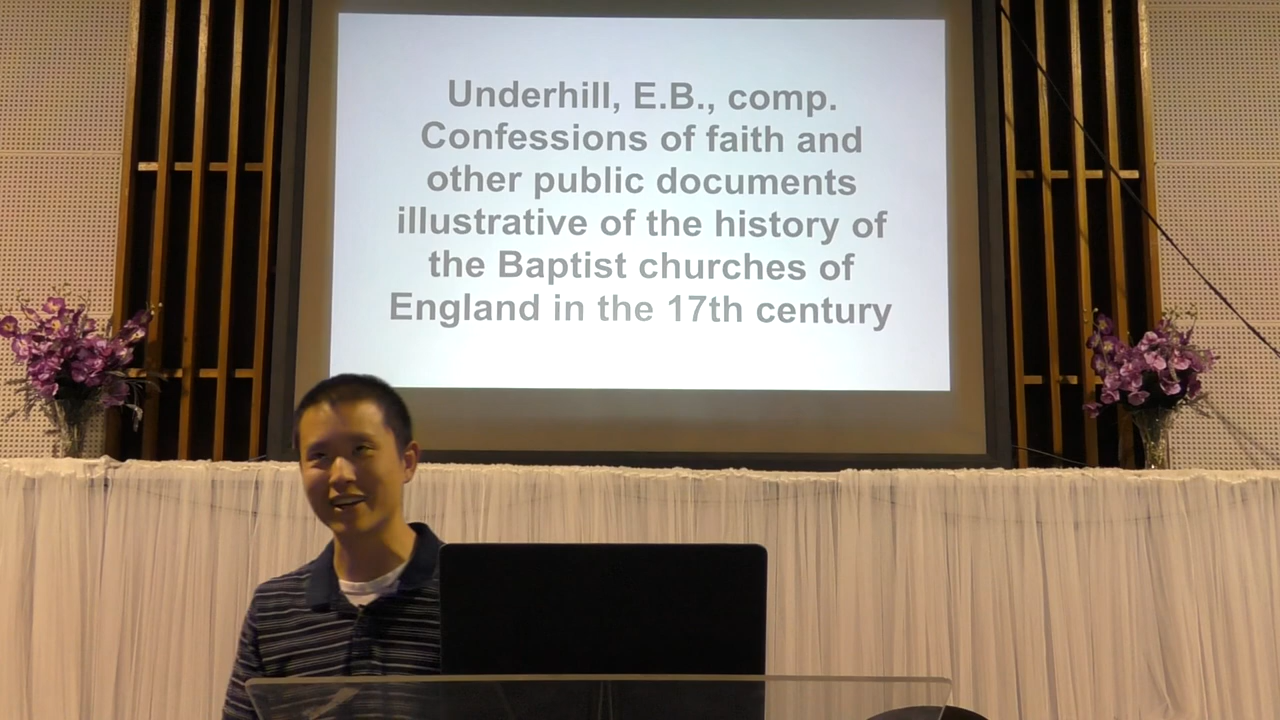 Underhill, E.B., comp.
Confessions of faith and
other public documents
illustrative of the history of
the Baptist churches of
England in the 17th century